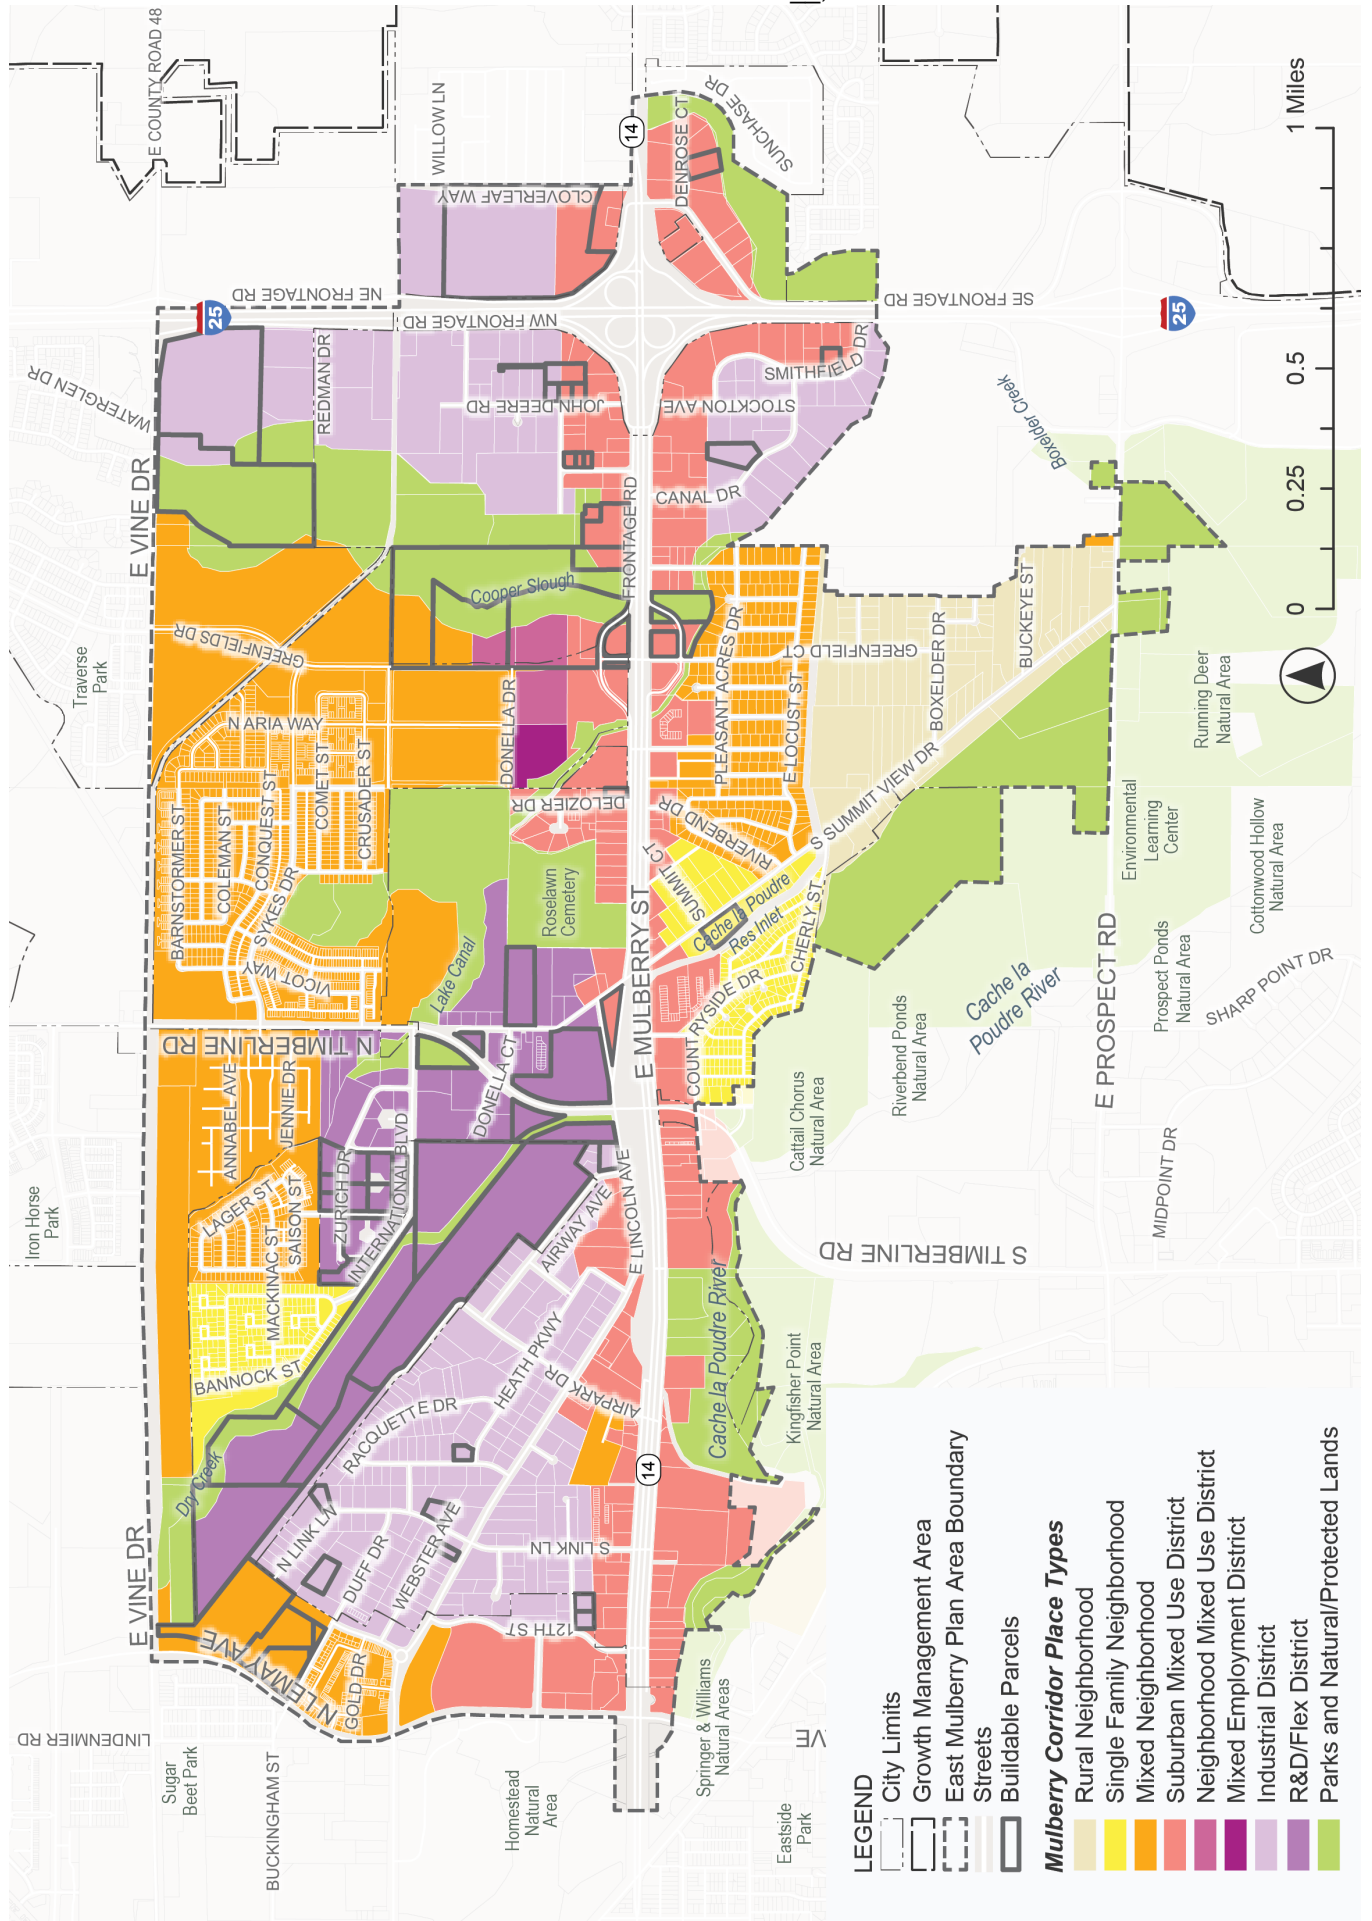 LINDENMIER RD
Sugar
Beet Park
BUCKINGHAM ST
Homestead
Natural
Area
Springer & Williams
Natural Areas
Eastside
Park
VE
E VINE DR
N LEMAY AVE
GOLD DR
12TH ST
N LINK LN
DUFF DR
WEBSTER AVE
S LINK LN
Dry Creek
RACQUETTE DR
HEATH PKWY
AIRPARK DR
14
Cache la Poudre River
Kingfisher Point
Natural Area
BANNOCK ST
MACKINAC ST
SAISON ST
LAGER ST
Iron Horse
Park
ZURICH DR
INTERNATIONAL BLVD
AIRWAY AVE
E LINCOLN AVE
S TIMBERLINE RD
MIDPOINT DR
ANNABEL AVE
JENNIE DR
N TIMBERLINE RD
DONELLA CT
E MULBERRY ST
COUNTRYSIDE DR
Cattail Chorus
Natural Area
Riverbend Ponds
Natural Area
Cache la
Poudre River
E PROSPECT RD
Prospect Ponds
Natural Area
SHARP POINT DR
Cottonwood Hollow
Natural Area
Environmental
Learning
Center
Running Deer
Natural Area
VICOT WAY
SYKES DR
BARNSTORMER ST
COLEMAN ST
CONQUEST ST
COMET ST
CRUSADER ST
N ARIA WAY
Lake Canal
Roselawn
Cemetery
DELOZIER DR
DONELLA DR
SUMMIT CT
Cache la Poudre
Res Inlet
CHERLY ST
RIVERBEND DR
S SUMMIT VIEW DR
PLEASANT ACRES DR
E LOCUST ST
GREENFIELD CT
BOXELDER DR
BUCKEYE ST
Traverse
Park
GREENFIELDS DR
E VINE DR
Cooper Slough
FRONTAGE RD
WATERGLEN DR
REDMAN DR
JOHN DEERE RD
STOCKTON AVE
CANAL DR
SMITHFIELD DR
Boxelder Creek
25
NE FRONTAGE RD
NW FRONTAGE RD
SE FRONTAGE RD
25
CLOVERLEAF WAY
WILLOW LN
E COUNTY ROAD 48
14
DENROSE CT
SUNCHASE DR
0
0.25
0.5
1 Miles
LEGEND
City Limits
Growth Management Area
East Mulberry Plan Area Boundary
Streets
Buildable Parcels
Mulberry Corridor Place Types
Rural Neighborhood
Single Family Neighborhood
Mixed Neighborhood
Suburban Mixed Use District
Neighborhood Mixed Use District
Mixed Employment District
Industrial District
R&D/Flex District
Parks and Natural/Protected Lands